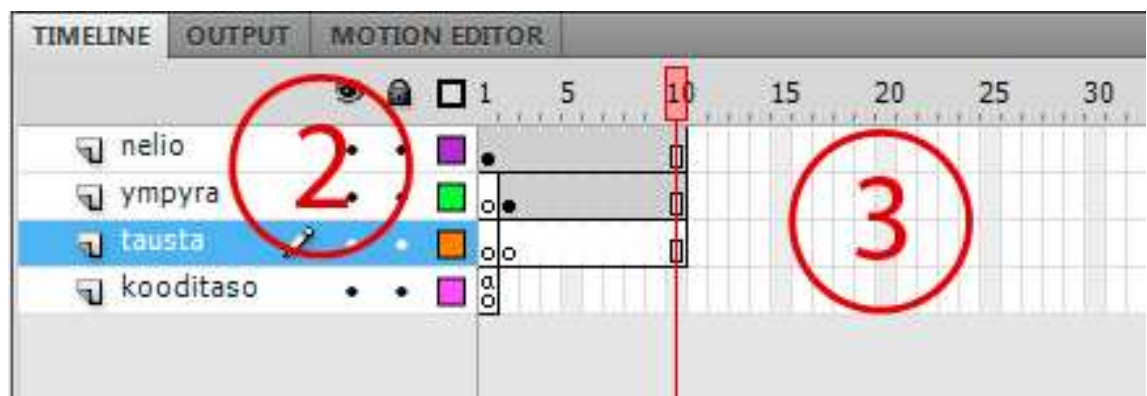 TIMELINE OUTPUT MOTION EDITOR
1 5 10 15 20 25 30
nelio
ympyra
tausta
kooditaso
a
2
3